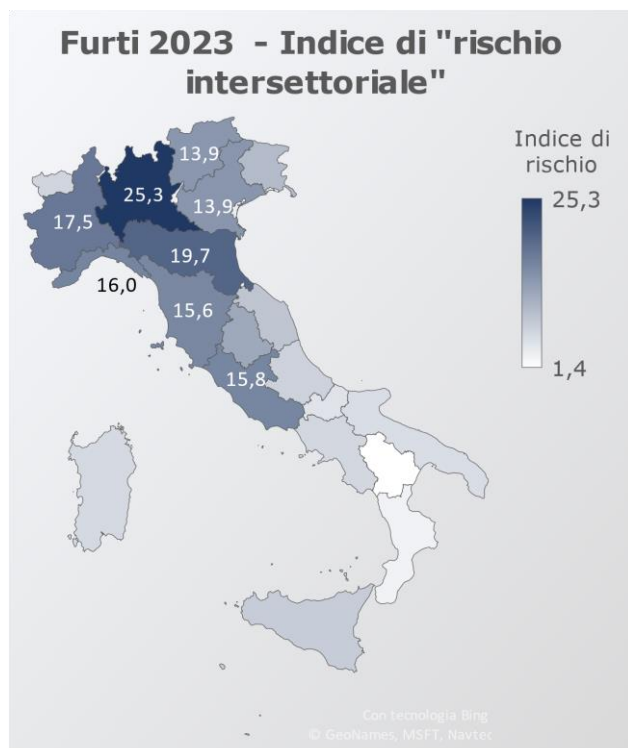 Furti 2023 - Indice di "rischio
intersettoriale"
Indice di
rischio
25,3
1,4
13,9
25,3
13,9
17,5
19,7
16,0
15,6
15,8
Con tecnologia Bing
© GeoNames, MSFT, Navteq